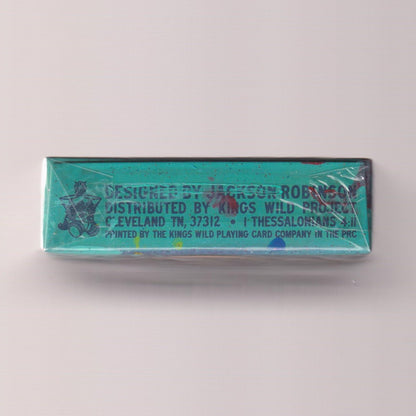 DESIGNED BY JACKSON ROBINSON
DISTRIBUTED BY KINGS WILD PROJECT
CLEVELAND TN, 37312 • 1 THESSALONIANS 4:11
PRINTED BY THE KINGS WILD PLAYING CARD COMPANY IN THE PRC